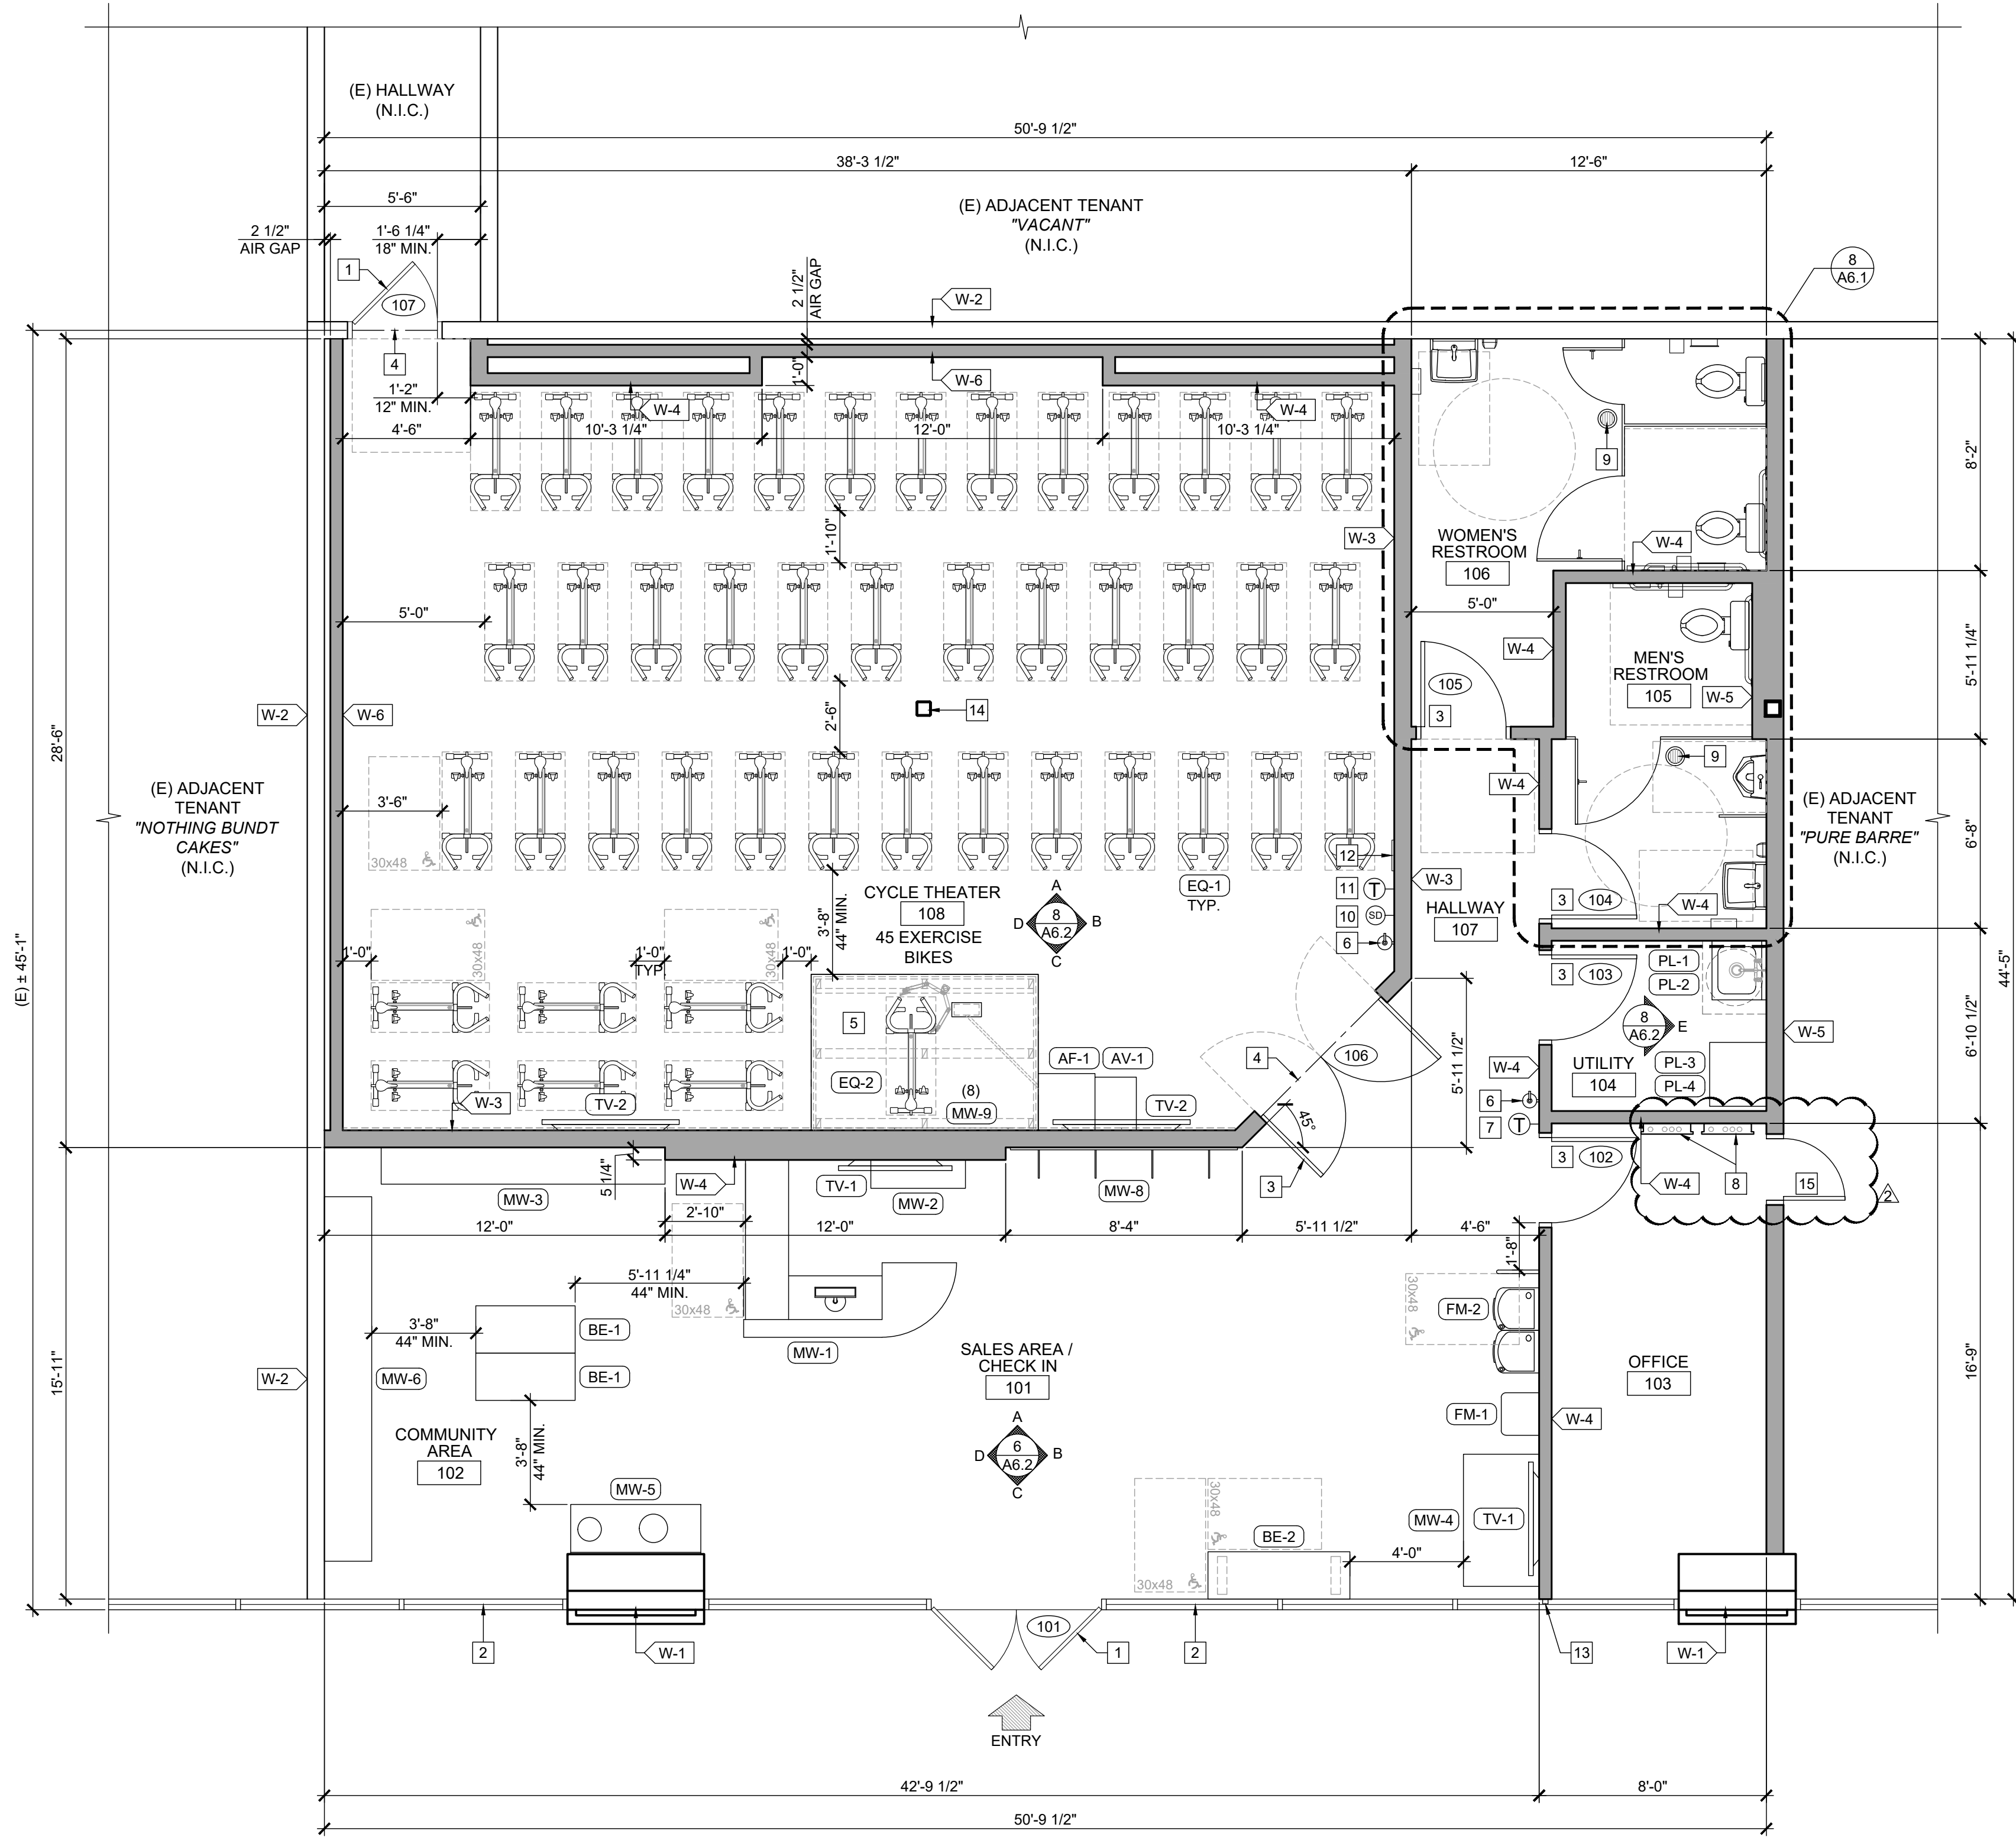 (E) HALLWAY
(N.I.C.)
50'-9 1/2"
38'-3 1/2"
12'-6"
5'-6"
(E) ADJACENT TENANT
"VACANT"
(N.I.C.)
2 1/2"
AIR GAP
1'-6 1/4"
18" MIN.
1
107
2 1/2"
AIR GAP
W-2
8
A6.1
4
1'-2"
12" MIN.
1'-0"
W-6
W-4
W-4
4'-6"
10'-3 1/4"
12'-0"
10'-3 1/4"
9
8'-2"
1'-10"
W-3
WOMEN'S
RESTROOM
106
W-4
5'-0"
5'-0"
W-4
MEN'S
RESTROOM
105
W-5
5'-11 1/4"
105
3
W-2
W-6
2'-6"
14
28'-6"
9
W-4
(E) ADJACENT
TENANT
"NOTHING BUNDT
CAKES"
(N.I.C.)
3'-6"
30x48
(E) ADJACENT
TENANT
"PURE BARRE"
(N.I.C.)
6'-8"
12
CYCLE THEATER
108
45 EXERCISE
BIKES
EQ-1
TYP.
11
T
10
SD
6
W-3
HALLWAY
107
3
104
W-4
A
D
8
A6.2
B
C
3'-8"
44" MIN.
30x48
30x48
1'-0"
1'-0"
TYP.
1'-0"
(E) ± 45'-1"
44'-5"
3
103
PL-1
PL-2
8
A6.2
E
W-5
6'-10 1/2"
5
EQ-2
(8)
MW-9
AF-1
AV-1
4
106
5'-11 1/2"
W-4
UTILITY
104
PL-3
PL-4
6
7
T
W-3
TV-2
TV-2
45°
3
102
W-4
8
15
2
MW-3
5 1/4"
W-4
TV-1
MW-2
MW-8
3
12'-0"
2'-10"
12'-0"
8'-4"
5'-11 1/2"
4'-6"
1'-8"
5'-11 1/4"
44" MIN.
30x48
30x48
3'-8"
44" MIN.
BE-1
BE-1
MW-1
FM-2
SALES AREA /
CHECK IN
101
OFFICE
103
15'-11"
W-2
MW-6
16'-9"
FM-1
W-4
COMMUNITY
AREA
102
3'-8"
44" MIN.
A
D
6
A6.2
B
C
MW-5
30x48
30x48
BE-2
4'-0"
MW-4
TV-1
2
W-1
101
1
2
13
W-1
ENTRY
42'-9 1/2"
8'-0"
50'-9 1/2"